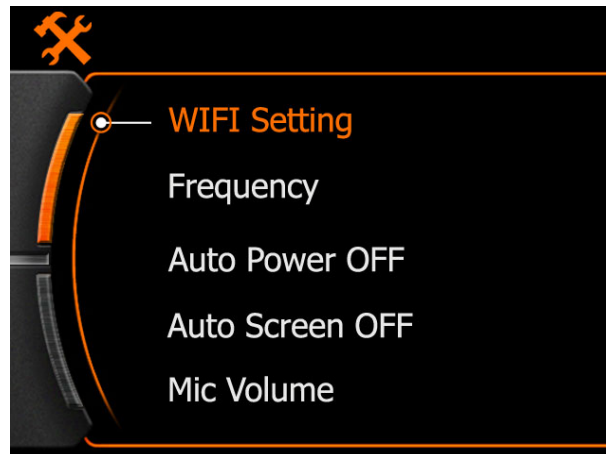 WIFI Setting
Frequency
Auto Power OFF
Auto Screen OFF
Mic Volume